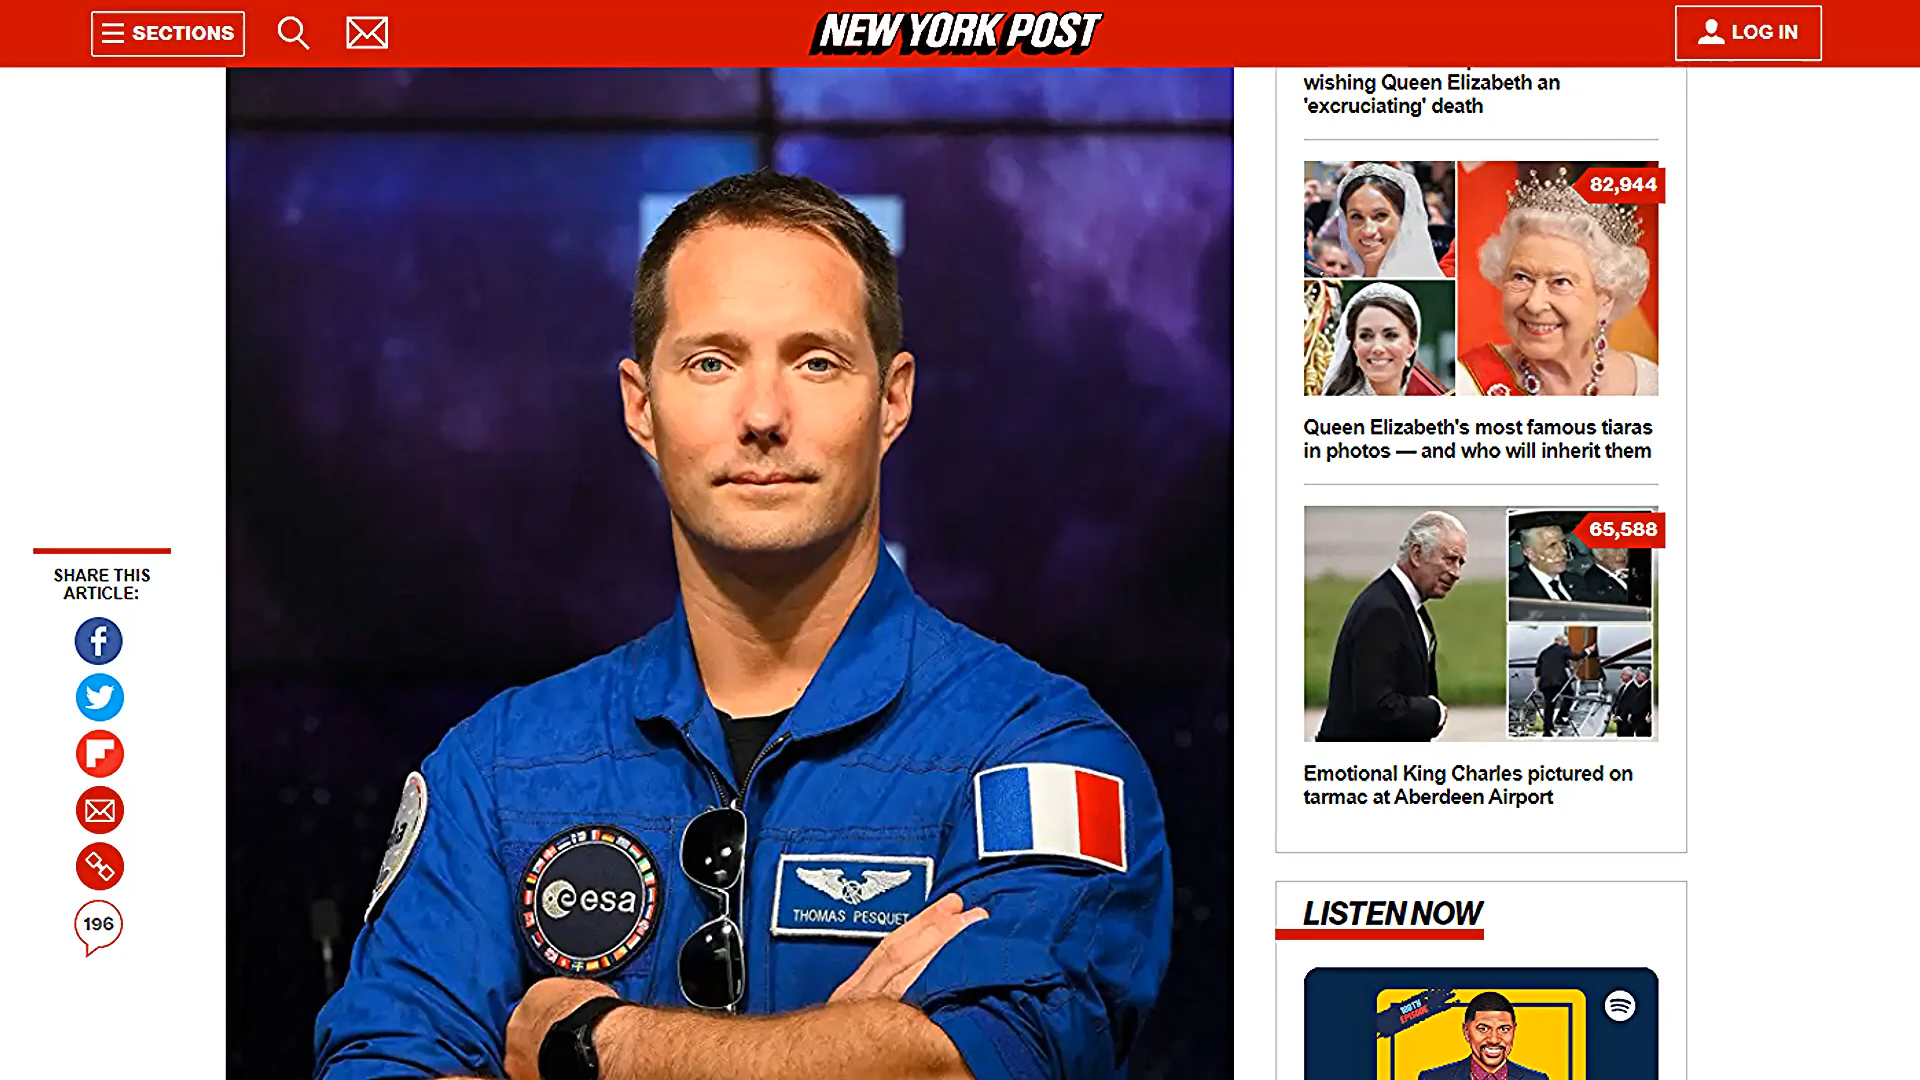 SECTIONS
NEW YORK POST
LOG IN
wishing Queen Elizabeth an
'excruciating' death
82,944
Queen Elizabeth's most famous tiaras
in photos — and who will inherit them
65,588
Emotional King Charles pictured on
tarmac at Aberdeen Airport
SHARE THIS
ARTICLE:
196
esa
THOMAS PESQUET
LISTEN NOW
100TH
EPISODE